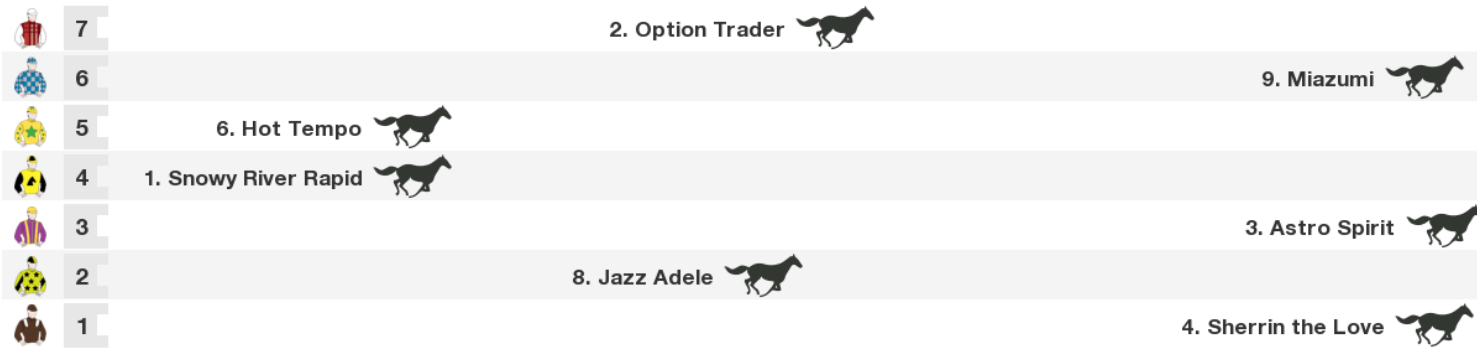 7 2. Option Trader
6 9. Miazumi
5 6. Hot Tempo
4 1. Snowy River Rapid
3 3. Astro Spirit
2 8. Jazz Adele
1 4. Sherrin the Love